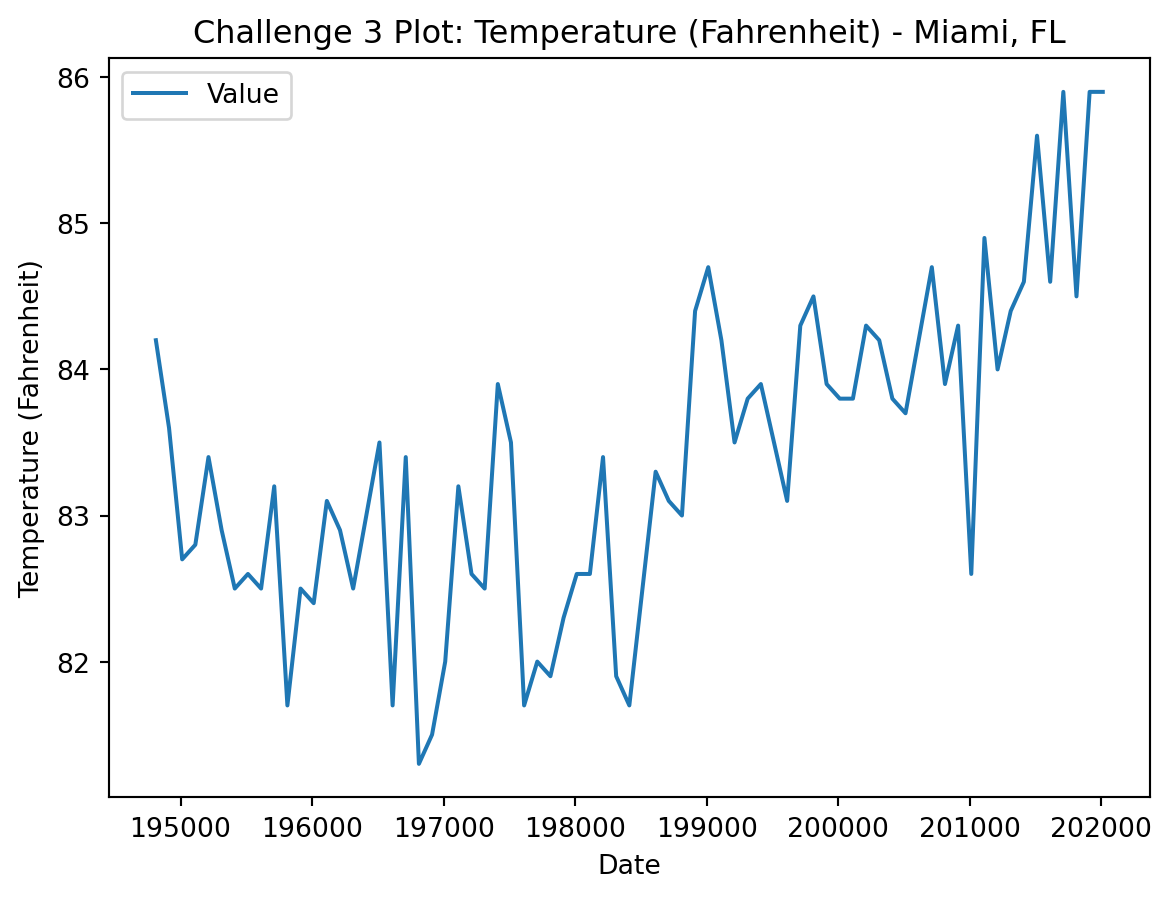 Challenge 3 Plot: Temperature (Fahrenheit) - Miami, FL
Value
86
85
84
83
82
Temperature (Fahrenheit)
195000 196000 197000 198000 199000 200000 201000 202000
Date